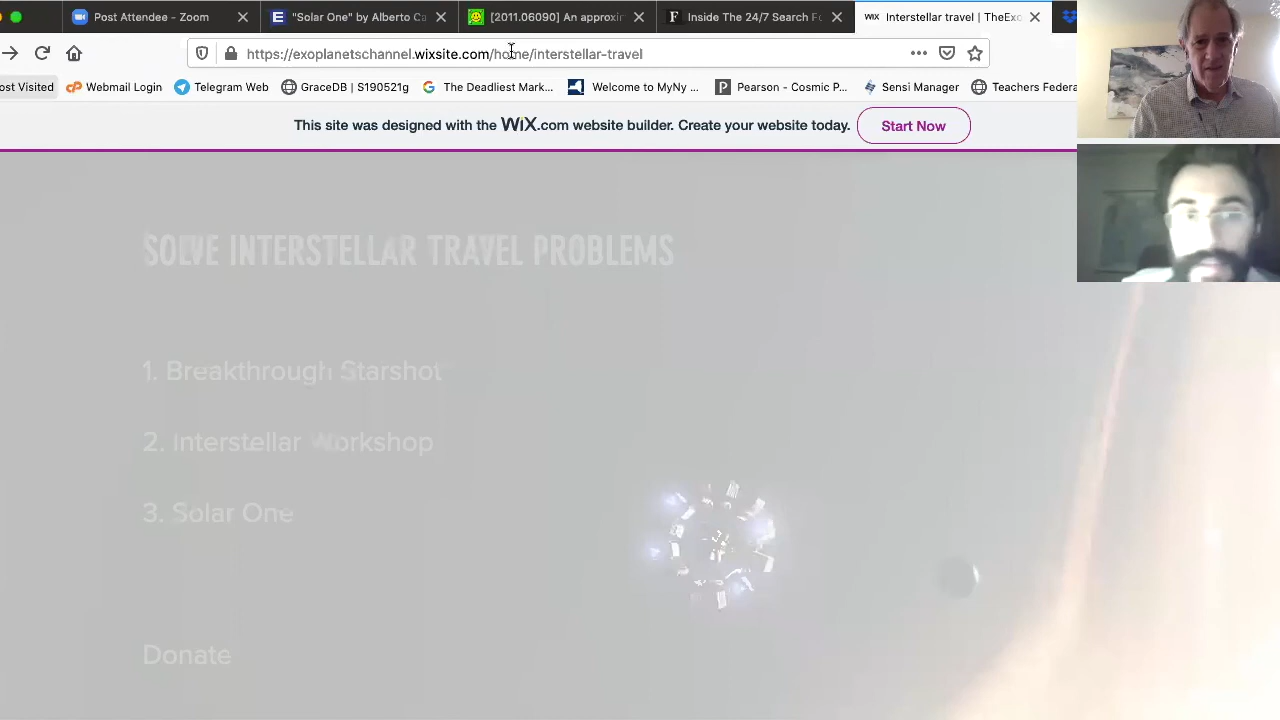 Post Attendee - Zoom
"Solar One" by Alberto Ca
[2011.06090] An approxi
Inside The 24/7 Search Fo
WiX Interstellar travel | TheExo
https://exoplanetschannel.wixsite.com/home/interstellar-travel
ost Visited
Webmail Login
Telegram Web
GraceDB | S190521g
The Deadliest Mark...
Welcome to MyNy ...
Pearson - Cosmic P...
Sensi Manager
Teachers Federa
This site was designed with the WiX.com website builder. Create your website today.
Start Now
SOLVE INTERSTELLAR TRAVEL PROBLEMS
1. Breakthrough Starshot
2. Interstellar Workshop
3. Solar One
Donate